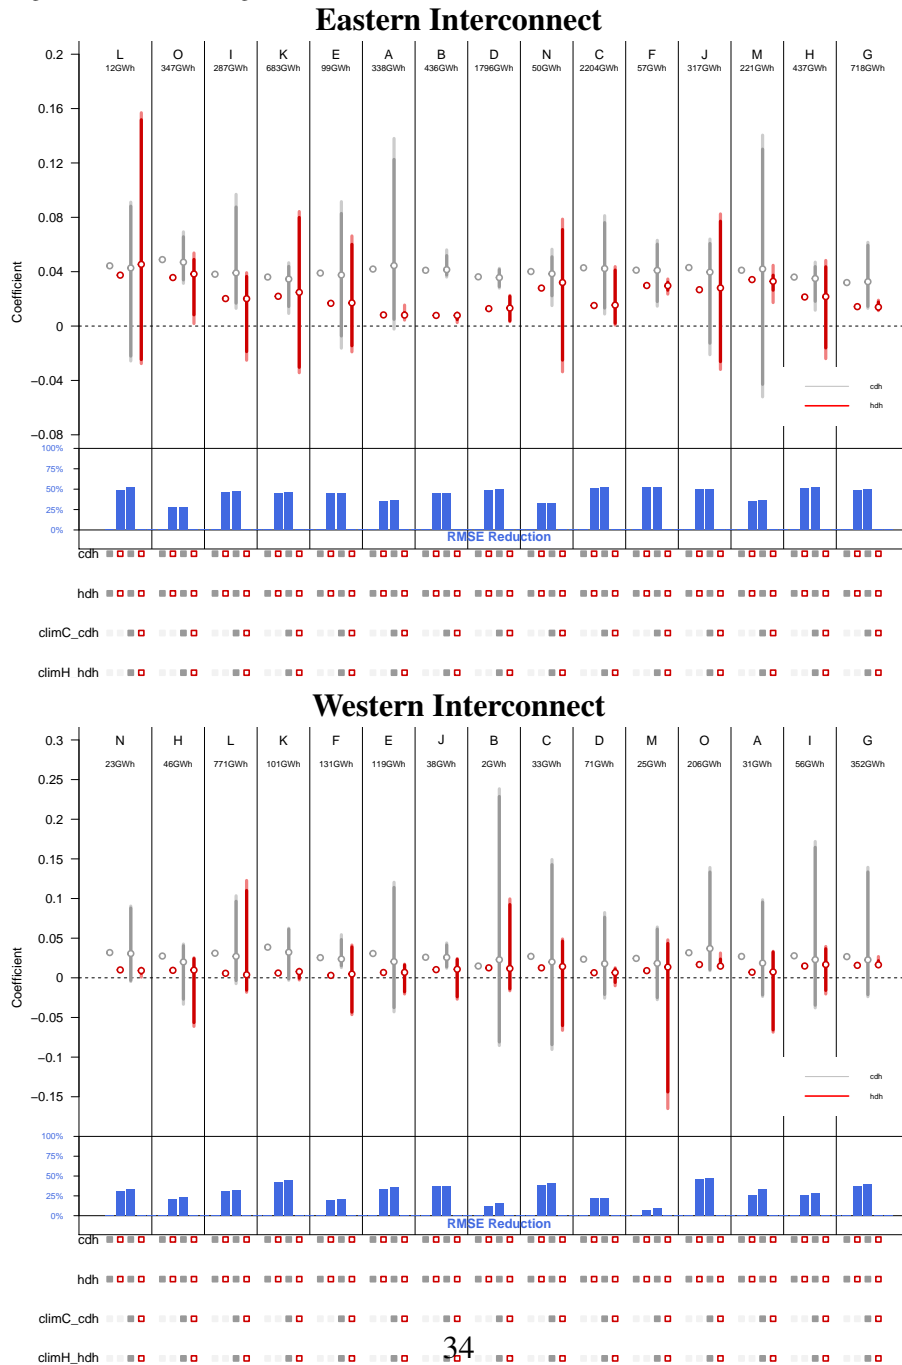 Eastern Interconnect
L O I K E A B D N C F J M H G
12GWh 347GWh 287GWh 683GWh 99GWh 338GWh 436GWh 1796GWh 50GWh 2204GWh 57GWh 317GWh 221GWh 437GWh 718GWh
0.2
0.16
0.12
0.08
0.04
0
−0.04
−0.08
Coefficient
cdh
hdh
100%
75%
50%
25%
0%
RMSE Reduction
cdh
hdh
climC_cdh
climH_hdh
Western Interconnect
N H L K F E J B C D M O A I G
23GWh 46GWh 771GWh 101GWh 131GWh 119GWh 38GWh 2GWh 33GWh 71GWh 25GWh 206GWh 31GWh 56GWh 352GWh
0.3
0.25
0.2
0.15
0.1
0.05
0
−0.05
−0.1
−0.15
Coefficient
cdh
hdh
100%
75%
50%
25%
0%
RMSE Reduction
cdh
hdh
climC_cdh
climH_hdh
34